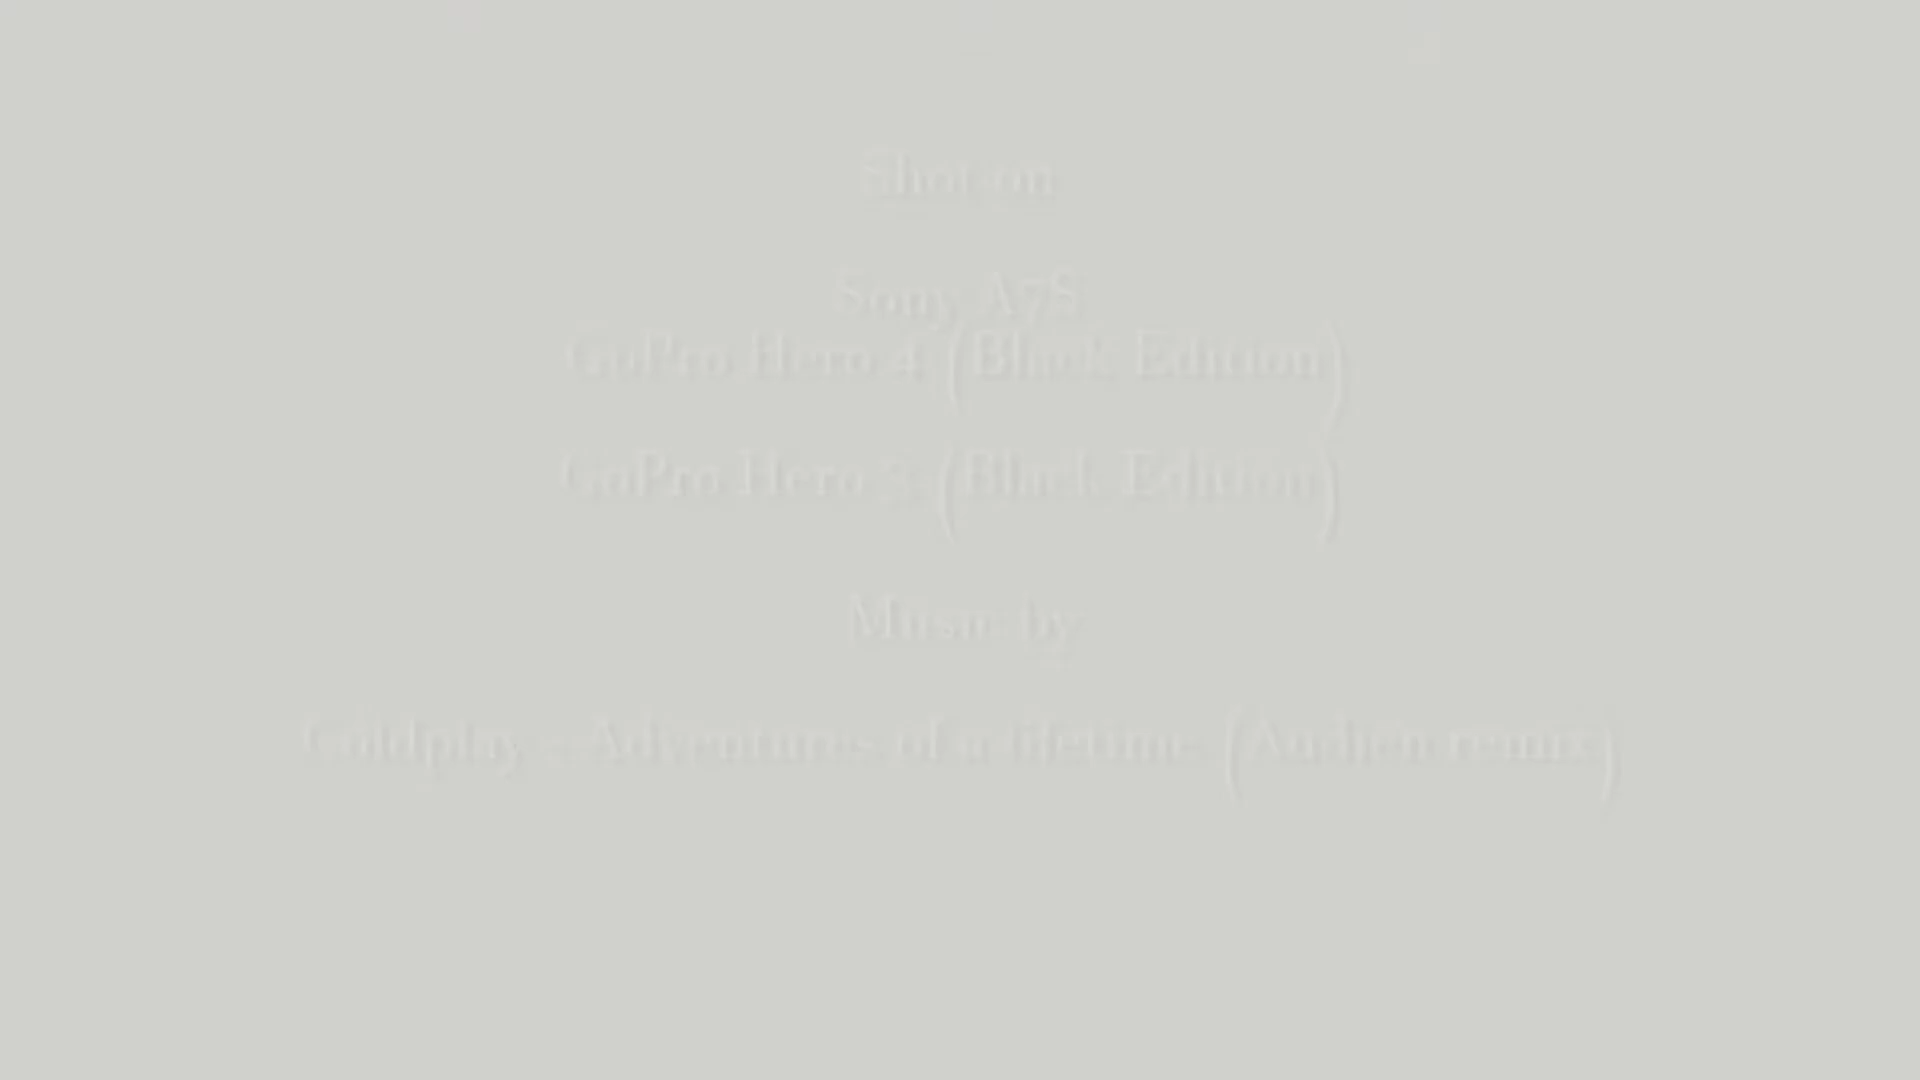 Shot on
Sony A7S
GoPro Hero 4 (Black Edition)
GoPro Hero 3 (Black Edition)
Music by
Coldplay - Adventures of a lifetime (Audien remix)